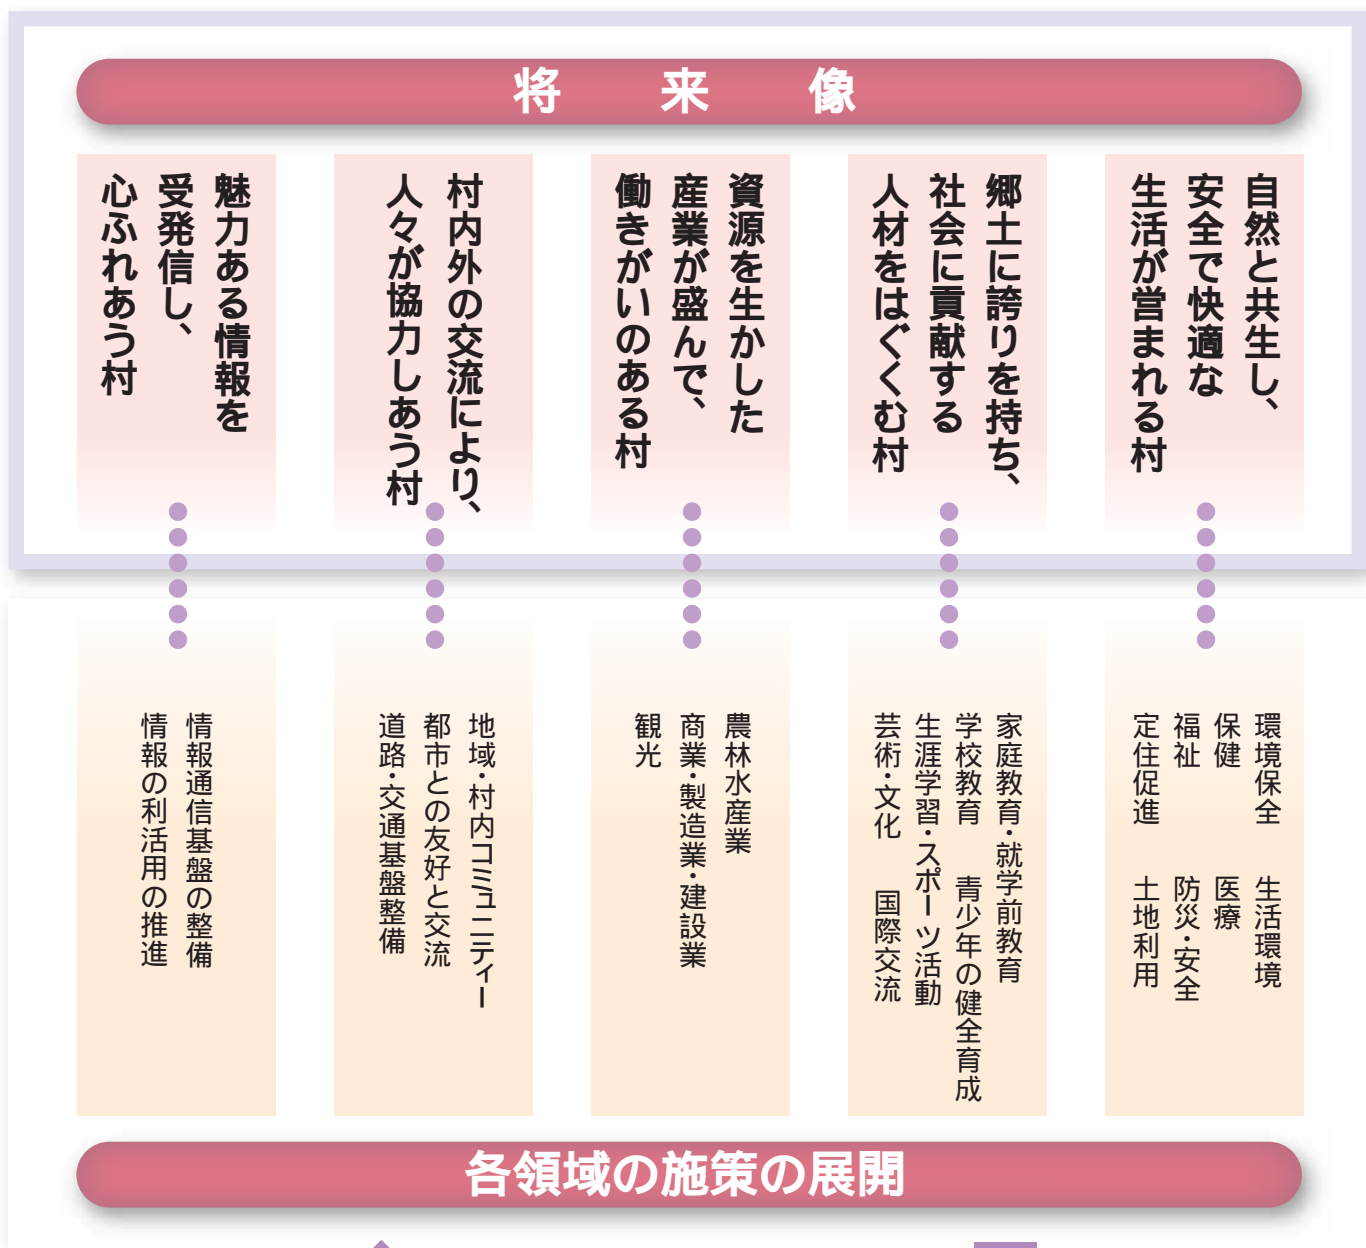 将来像
自然と共生し、
安全で快適な
生活が営まれる村
郷土に誇りを持ち、
社会に貢献する
人材をはぐくむ村
資源を生かした
産業が盛んで、
働きがいのある村
村内外の交流により、
人々が協力しあう村
魅力ある情報を
受発信し、
心ふれあう村
環境保全　生活環境
保健　医療
福祉　防災・安全
定住促進　土地利用
家庭教育・就学前教育
学校教育　青少年の健全育成
生涯学習・スポーツ活動
芸術・文化　国際交流
農林水産業
商業・製造業・建設業
観光
地域・村内コミュニティー
都市との友好と交流
道路・交通基盤整備
情報通信基盤の整備
情報の利活用の推進
各領域の施策の展開